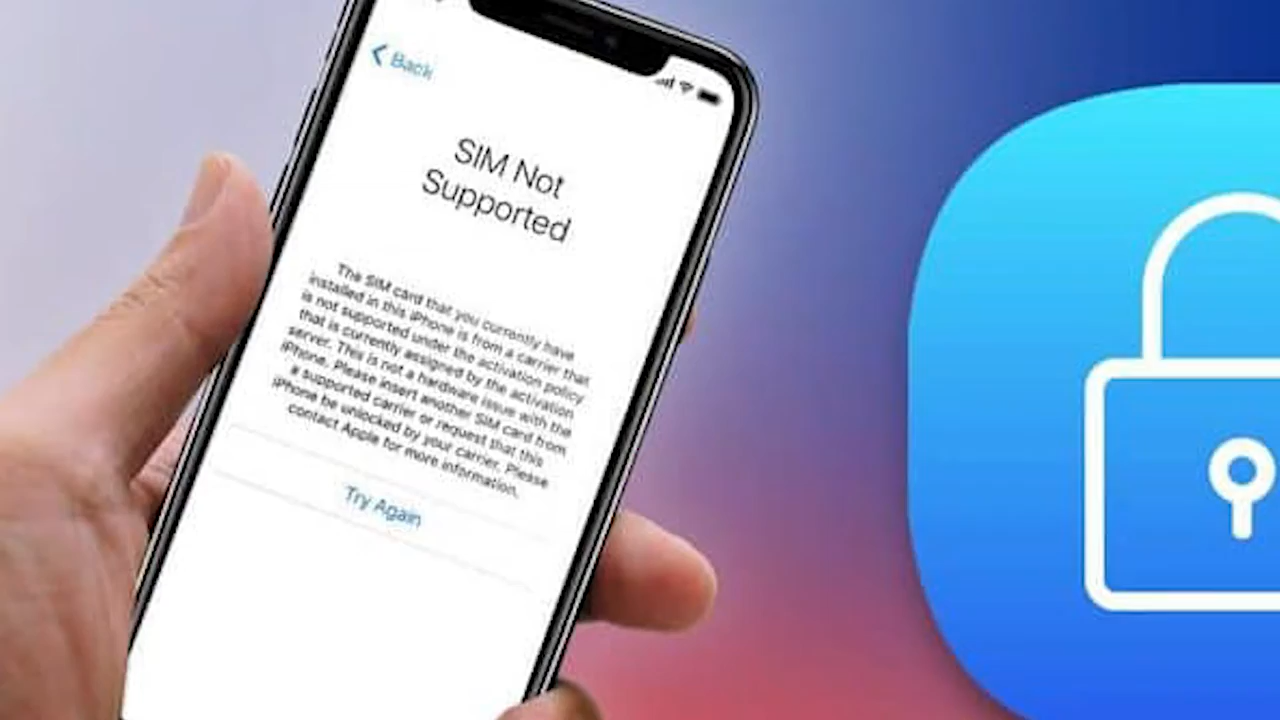 Back
SIM Not
Supported
The SIM card that you currently have
installed in this iPhone is from a carrier that
is not supported under the activation policy
that is currently assigned by the activation
server. This is not a hardware issue with the
iPhone. Please insert another SIM card from
a supported carrier or request that this
iPhone be unlocked by your carrier. Please
contact Apple for more information.
Try Again